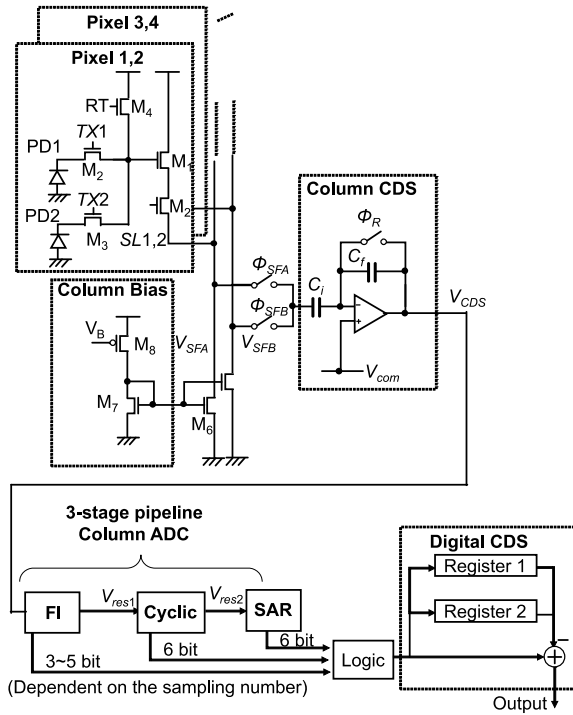 Pixel 3,4
Pixel 1,2
RT
M4
TX1
PD1
M2
M1
TX2
PD2
M3
M2
SL1,2
Column CDS
ΦR
Cf
Ci
ΦSFA
ΦSFB
VCDS
Vcom
Column Bias
VB
M8
VSFA
VSFB
M7
M6
3-stage pipeline
Column ADC
FI
Vres1
Cyclic
Vres2
SAR
6 bit
6 bit
3~5 bit
(Dependent on the sampling number)
Logic
Digital CDS
Register 1
Register 2
Output